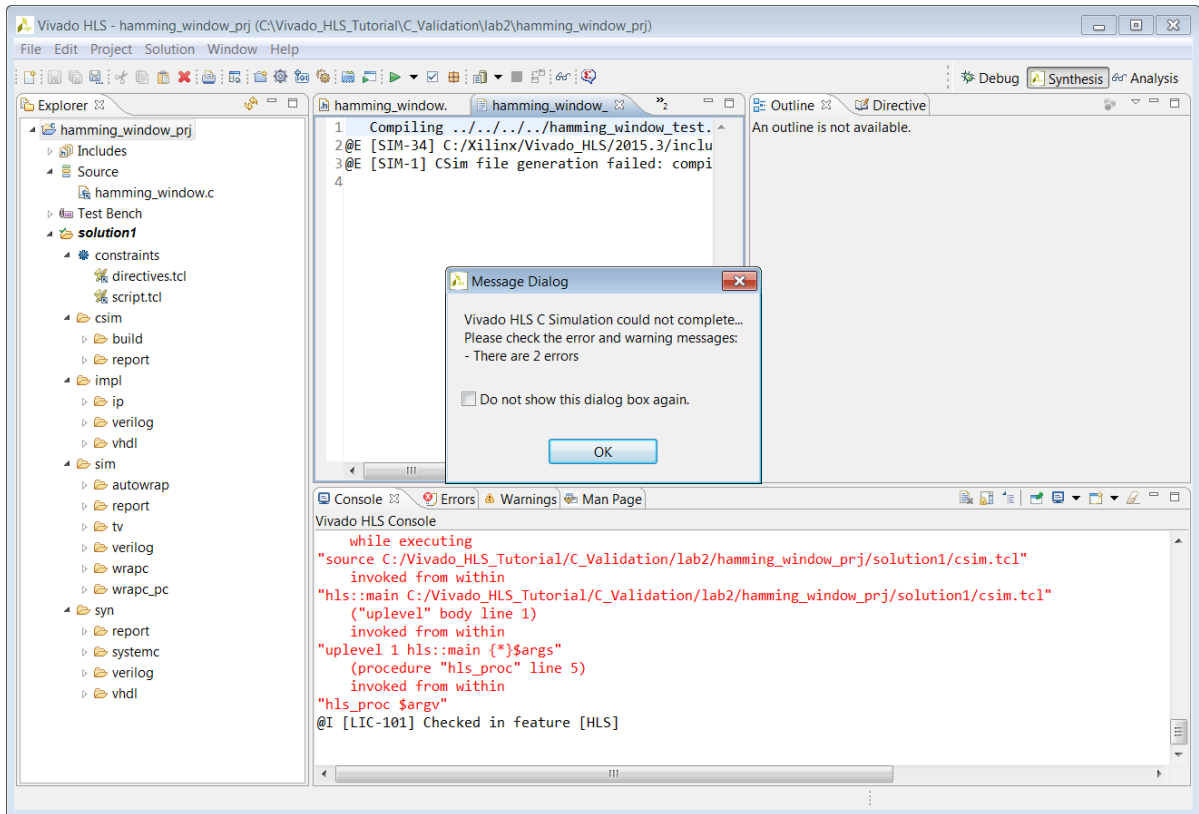 Vivado HLS - hamming_window_prj (C:\Vivado_HLS_Tutorial\C_Validation\lab2\hamming_window_prj)
File Edit Project Solution Window Help
Debug Synthesis Analysis
Explorer
hamming_window_prj
Includes
Source
hamming_window.c
Test Bench
solution1
constraints
directives.tcl
script.tcl
csim
build
report
impl
ip
verilog
vhdl
sim
autowrap
report
tv
verilog
wrapc
wrapc_pc
syn
report
systemc
verilog
vhdl
hamming_window. hamming_window_ »2
1 Compiling ../../../../hamming_window_test.
2 @E [SIM-34] C:/Xilinx/Vivado_HLS/2015.3/inclu
3 @E [SIM-1] CSim file generation failed: compi
4
Outline Directive
An outline is not available.
Message Dialog
Vivado HLS C Simulation could not complete...
Please check the error and warning messages:
- There are 2 errors
Do not show this dialog box again.
OK
Console Errors Warnings Man Page
Vivado HLS Console
while executing
"source C:/Vivado_HLS_Tutorial/C_Validation/lab2/hamming_window_prj/solution1/csim.tcl"
invoked from within
"hls::main C:/Vivado_HLS_Tutorial/C_Validation/lab2/hamming_window_prj/solution1/csim.tcl"
("uplevel" body line 1)
invoked from within
"uplevel 1 hls::main {*}$args"
(procedure "hls_proc" line 5)
invoked from within
"hls_proc $argv"
@I [LIC-101] Checked in feature [HLS]